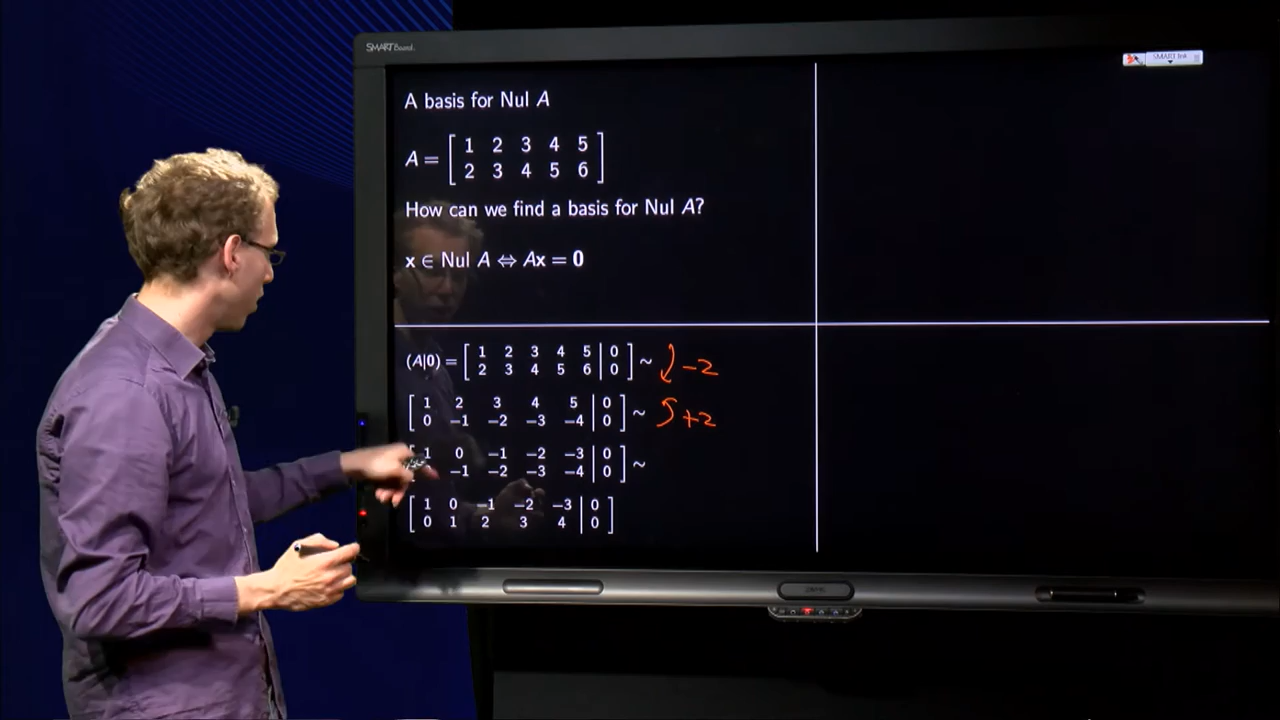 SMART Board
SMART Ink
A basis for Nul A
A = [ 1 2 3 4 5
2 3 4 5 6 ]
How can we find a basis for Nul A?
x ∈ Nul A ⇔ Ax = 0
(A|0) = [ 1 2 3 4 5 | 0
2 3 4 5 6 | 0 ] ~ -2
[ 1 2 3 4 5 | 0
0 −1 −2 −3 −4 | 0 ] ~ +2
[ 1 0 −1 −2 −3 | 0
−1 −2 −3 −4 | 0 ] ~
[ 1 0 −1 −2 −3 | 0
0 1 2 3 4 | 0 ]